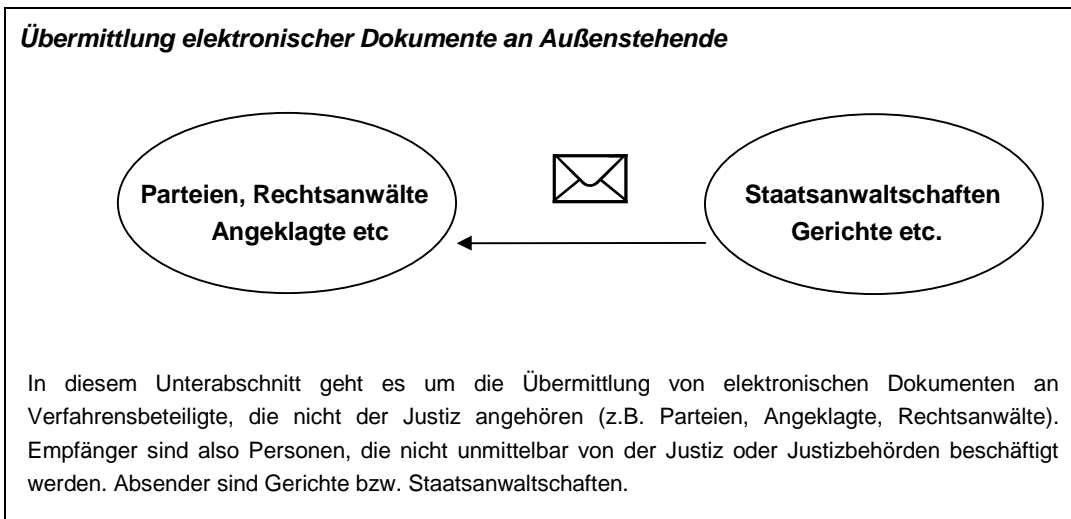 Übermittlung elektronischer Dokumente an Außenstehende
Parteien, Rechtsanwälte
Angeklagte etc
Staatsanwaltschaften
Gerichte etc.
In diesem Unterabschnitt geht es um die Übermittlung von elektronischen Dokumenten an
Verfahrensbeteiligte, die nicht der Justiz angehören (z.B. Parteien, Angeklagte, Rechtsanwälte).
Empfänger sind also Personen, die nicht unmittelbar von der Justiz oder Justizbehörden beschäftigt
werden. Absender sind Gerichte bzw. Staatsanwaltschaften.